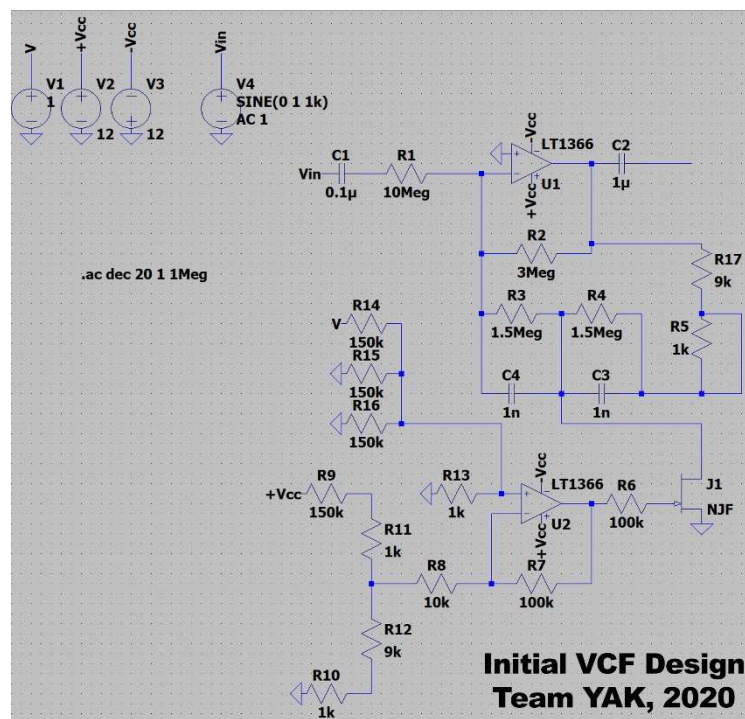 V
+Vcc
-Vcc
Vin
V1
1
V2
12
V3
12
V4
SINE(0 1 1k)
AC 1
Vin
C1
0.1µ
R1
10Meg
-Vcc
LT1366
U1
+Vcc
C2
1µ
R2
3Meg
R17
9k
.ac dec 20 1 1Meg
R3
1.5Meg
R4
1.5Meg
R5
1k
V
R14
150k
R15
150k
R16
150k
C4
1n
C3
1n
+Vcc
R9
150k
R13
1k
-Vcc
LT1366
U2
+Vcc
R6
100k
J1
NJF
R11
1k
R8
10k
R7
100k
R12
9k
R10
1k
Initial VCF Design
Team YAK, 2020